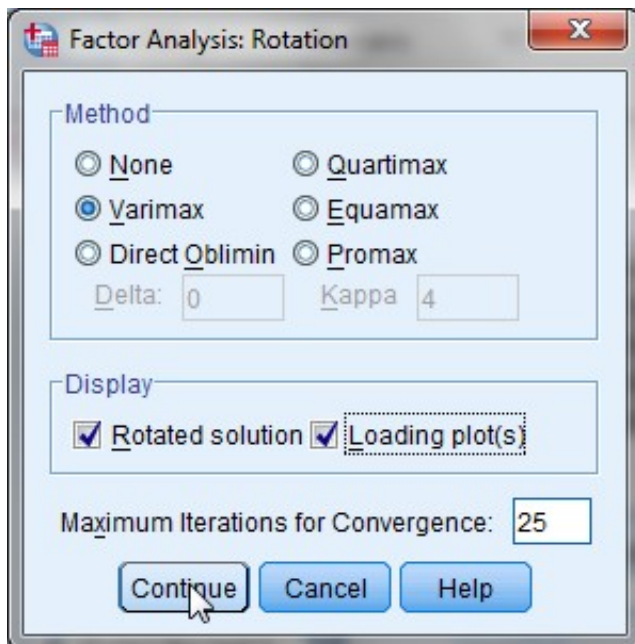 Factor Analysis: Rotation
Method
None
Quartimax
Varimax
Equamax
Direct Oblimin
Promax
Delta: 0
Kappa 4
Display
Rotated solution
Loading plot(s)
Maximum Iterations for Convergence: 25
Continue
Cancel
Help